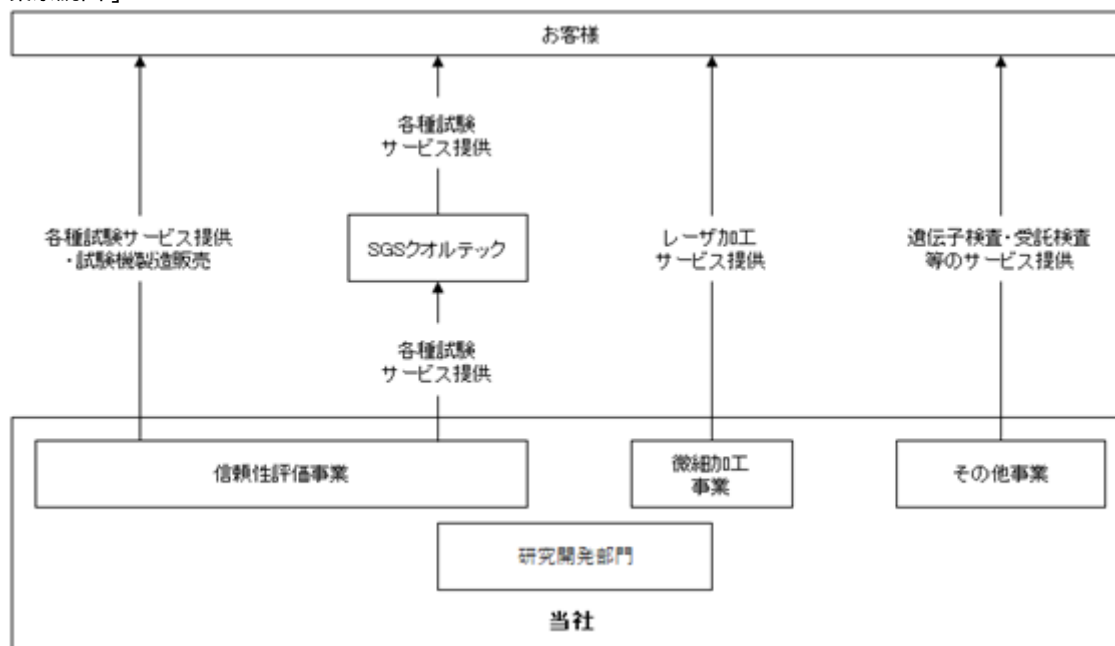 お客様
各種試験
サービス提供
各種試験サービス提供
・試験機製造販売
SGSクオルテック
レーザ加工
サービス提供
遺伝子検査・受託検査
等のサービス提供
各種試験
サービス提供
信頼性評価事業
微細加工
事業
その他事業
研究開発部門
当社